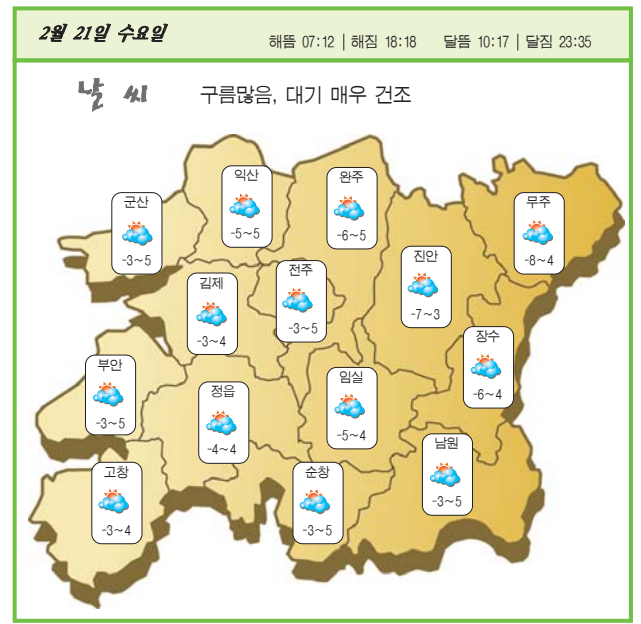 2월 21일 수요일
해뜸 07:12 | 해짐 18:18 달뜸 10:17 | 달짐 23:35
날 씨 구름많음, 대기 매우 건조
익산
-5~5
완주
-6~5
군산
-3~5
무주
-8~4
진안
-7~3
김제
-3~4
전주
-3~5
장수
-6~4
부안
-3~5
정읍
-4~4
임실
-5~4
남원
-3~5
고창
-3~4
순창
-3~5